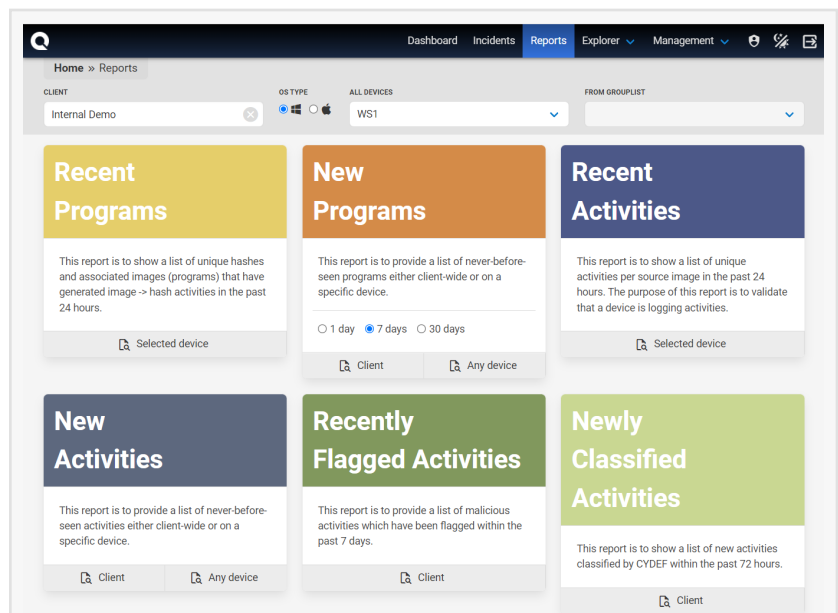 Dashboard Incidents Reports Explorer Management
Home » Reports
CLIENT
Internal Demo
OS TYPE
ALL DEVICES
WS1
FROM GROUPLIST
Recent
Programs
This report is to show a list of unique hashes
and associated images (programs) that have
generated image -> hash activities in the past
24 hours.
Selected device
New
Programs
This report is to provide a list of never-before-
seen programs either client-wide or on a
specific device.
1 day 7 days 30 days
Client Any device
Recent
Activities
This report is to show a list of unique
activities per source image in the past 24
hours. The purpose of this report is to validate
that a device is logging activities.
Selected device
New
Activities
This report is to provide a list of never-before-
seen activities either client-wide or on a
specific device.
Client Any device
Recently
Flagged Activities
This report is to provide a list of malicious
activities which have been flagged within the
past 7 days.
Client
Newly
Classified
Activities
This report is to show a list of new activities
classified by CYDEF within the past 72 hours.
Client